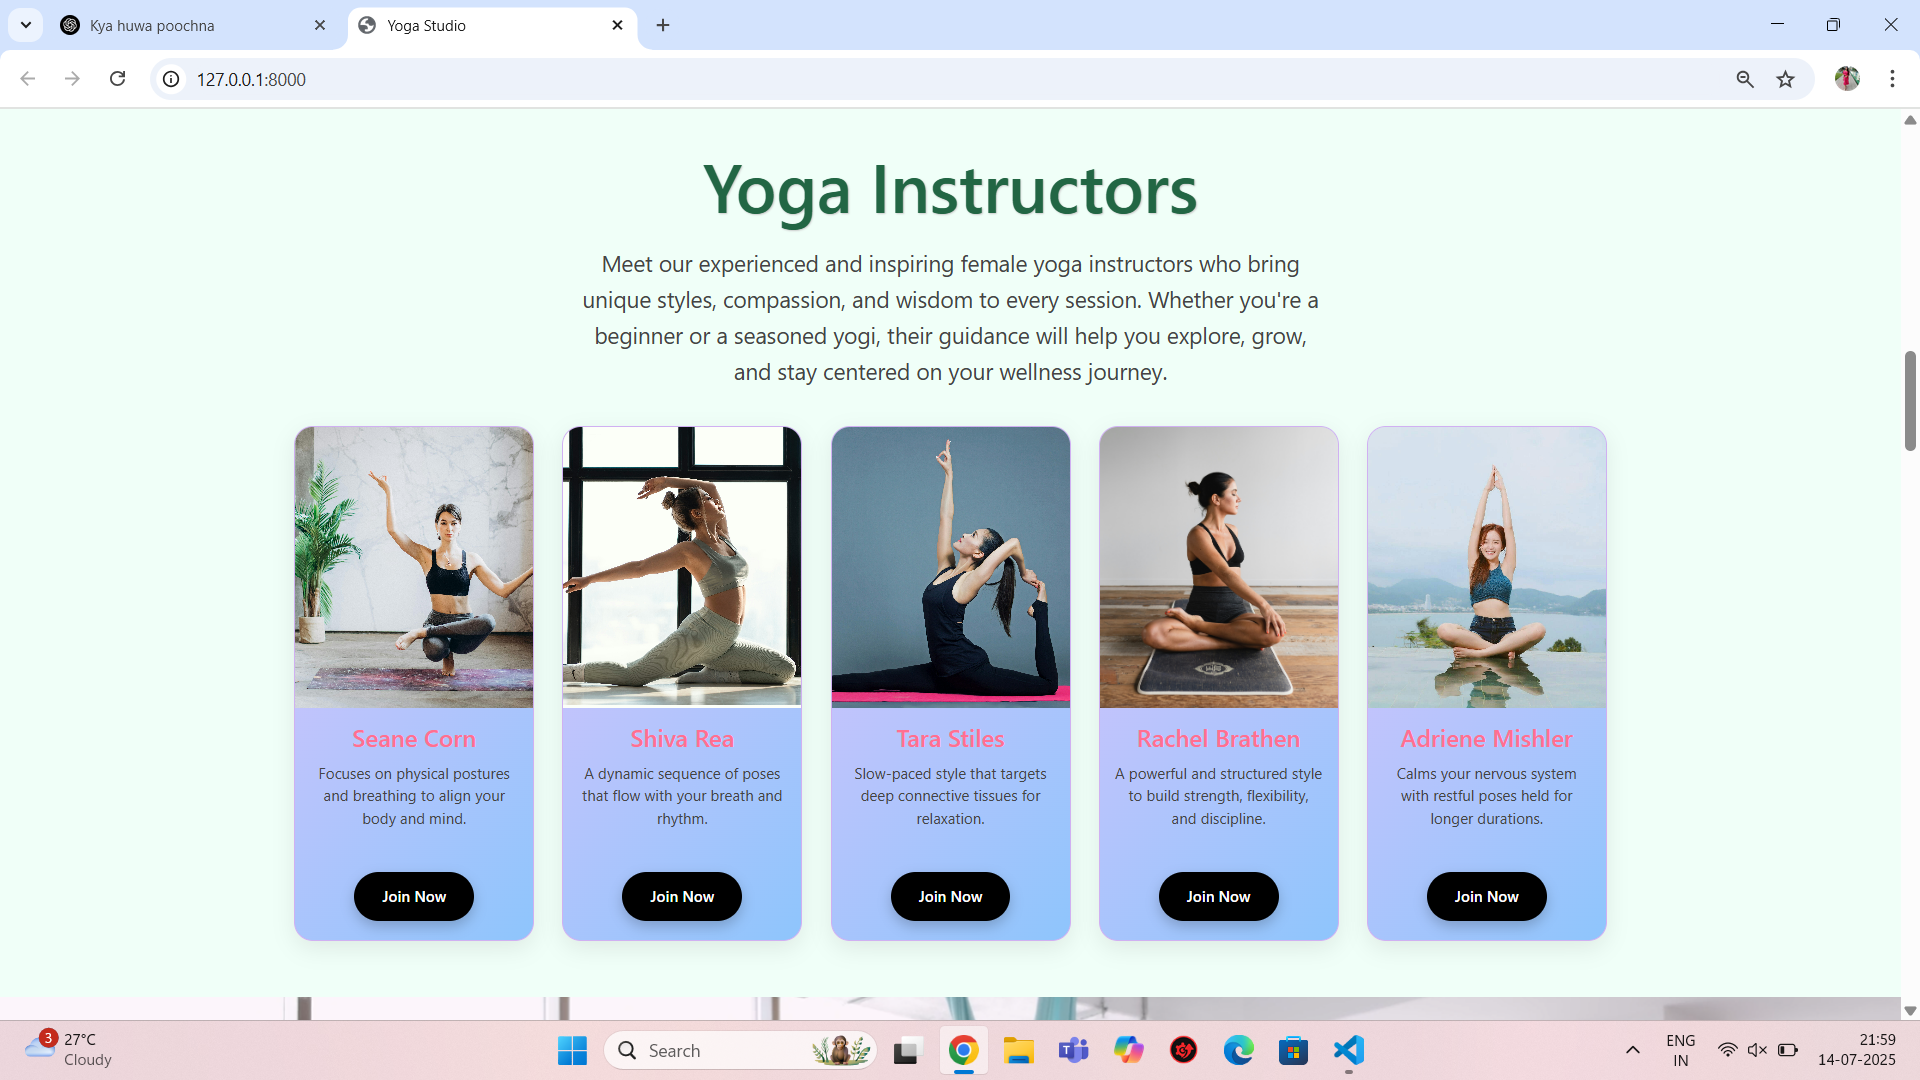 Kya huwa poochna
Yoga Studio
127.0.0.1:8000
Yoga Instructors
Meet our experienced and inspiring female yoga instructors who bring
unique styles, compassion, and wisdom to every session. Whether you're a
beginner or a seasoned yogi, their guidance will help you explore, grow,
and stay centered on your wellness journey.
Seane Corn
Focuses on physical postures
and breathing to align your
body and mind.
Join Now
Shiva Rea
A dynamic sequence of poses
that flow with your breath and
rhythm.
Join Now
Tara Stiles
Slow-paced style that targets
deep connective tissues for
relaxation.
Join Now
Rachel Brathen
A powerful and structured style
to build strength, flexibility,
and discipline.
Join Now
Adriene Mishler
Calms your nervous system
with restful poses held for
longer durations.
Join Now
3
27°C
Cloudy
Search
ENG
IN
21:59
14-07-2025